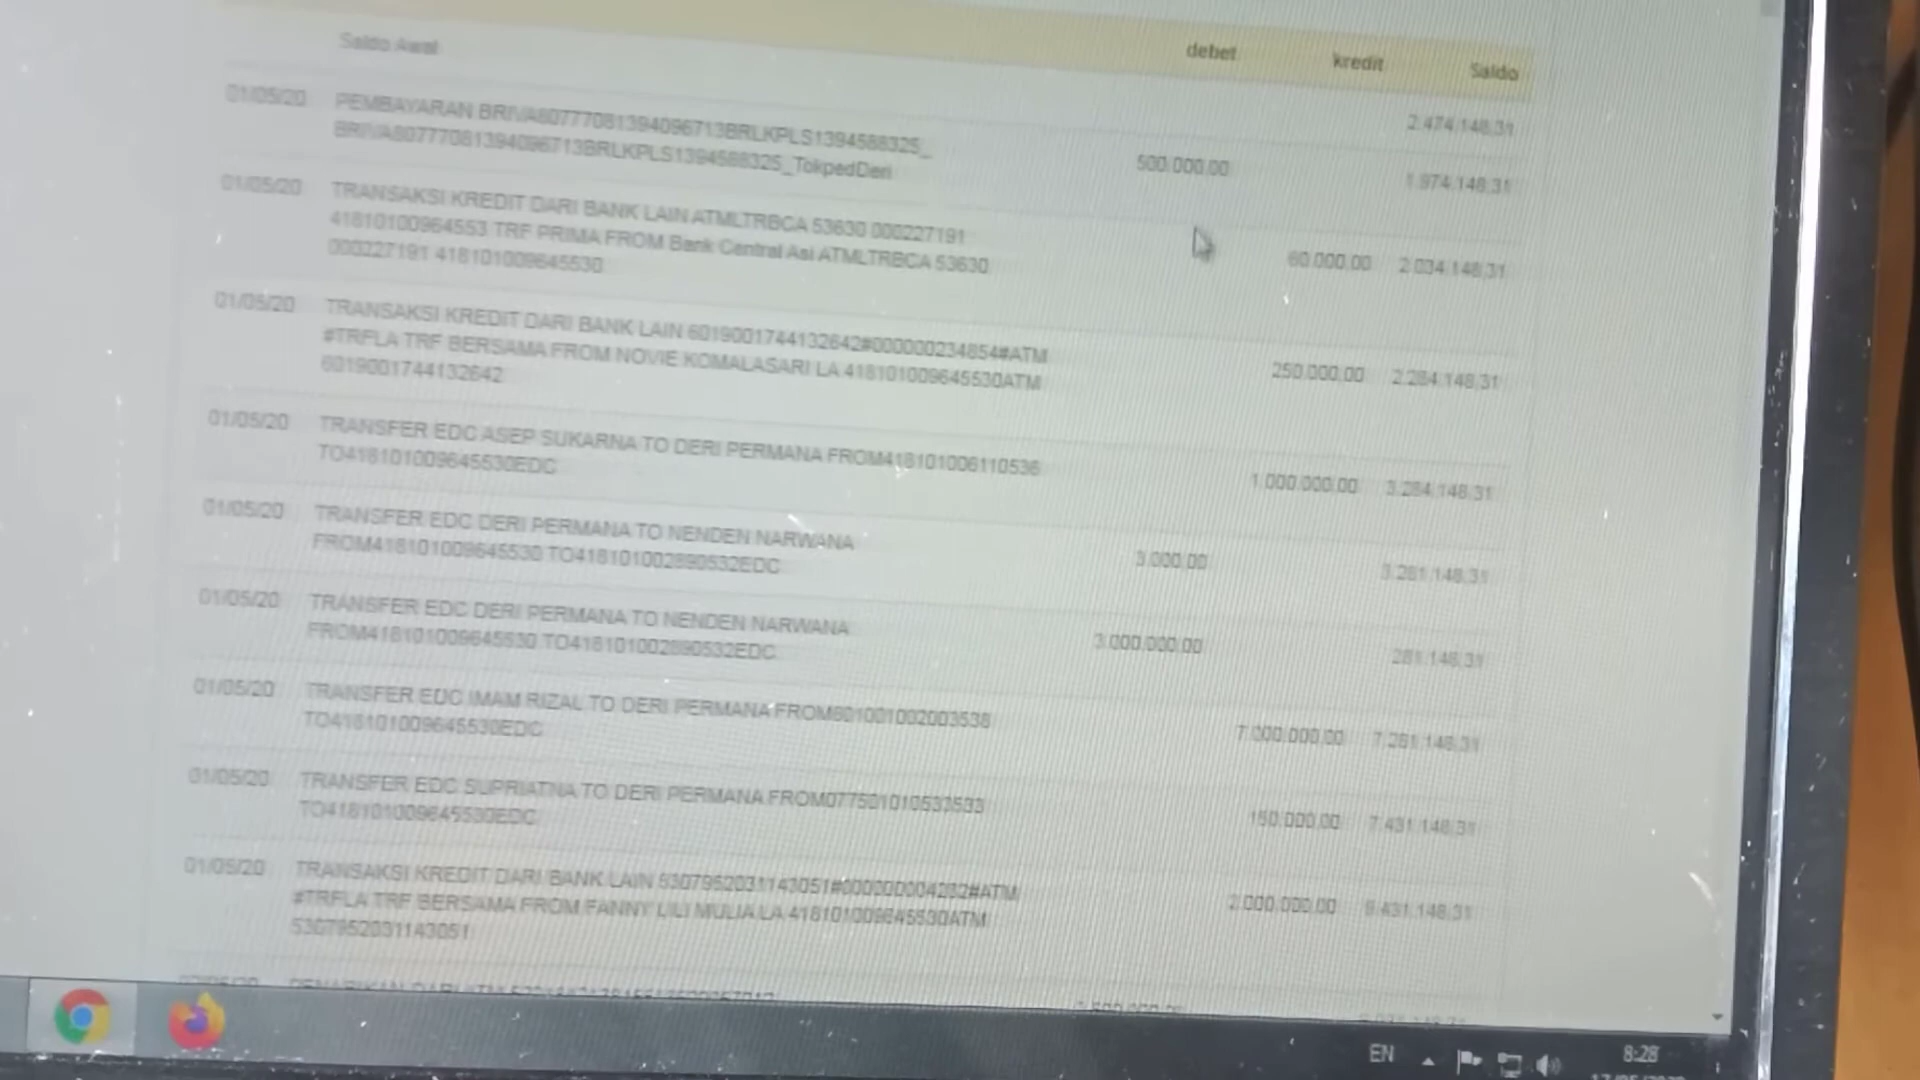 Saldo Awal debet kredit Saldo
2.474.148.31
01/05/20 PEMBAYARAN BRIVA80777081394096713BRLKPLS1394588325_
BRIVA80777081394096713BRLKPLS1394588325_TokpedDeri 500.000.00 1.974.148.31
01/05/20 TRANSAKSI KREDIT DARI BANK LAIN ATMLTRBCA 53630 000227191
418101009645530 TRF PRIMA FROM Bank Central Asi ATMLTRBCA 53630
000227191 418101009645530 60.000.00 2.034.148.31
01/05/20 TRANSAKSI KREDIT DARI BANK LAIN 6019001744132642#000000234854#ATM
#TRFLA TRF BERSAMA FROM NOVIE KOMALASARI LA 418101009645530ATM
6019001744132642 250.000.00 2.284.148.31
01/05/20 TRANSFER EDC ASEP SUKARNA TO DERI PERMANA FROM418101006110536
TO418101009645530EDC 1.000.000.00 3.284.148.31
01/05/20 TRANSFER EDC DERI PERMANA TO NENDEN NARWANA
FROM418101009645530 TO418101002890532EDC 3.000.00 3.281.148.31
01/05/20 TRANSFER EDC DERI PERMANA TO NENDEN NARWANA
FROM418101009645530 TO418101002890532EDC 3.000.000.00 281.148.31
01/05/20 TRANSFER EDC IMAM RIZAL TO DERI PERMANA FROM801001002003538
TO418101009645530EDC 7.000.000.00 7.281.148.31
01/05/20 TRANSFER EDC SUPRIATNA TO DERI PERMANA FROM077501010533533
TO418101009645530EDC 150.000.00 7.431.148.31
01/05/20 TRANSAKSI KREDIT DARI BANK LAIN 5307952031143051#000000004282#ATM
#TRFLA TRF BERSAMA FROM FANNY LILI MULIA LA 418101009645530ATM
5307952031143051 2.000.000.00 9.431.148.31
EN 8:28